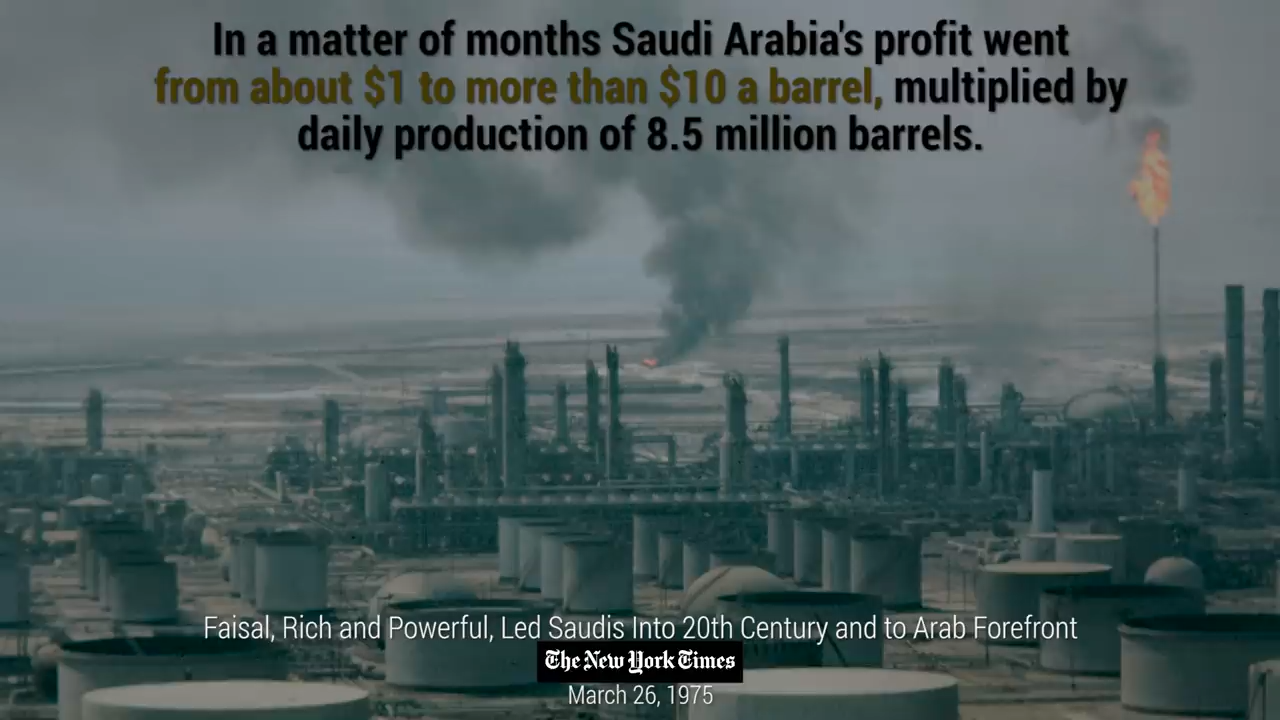 In a matter of months Saudi Arabia's profit went
from about $1 to more than $10 a barrel, multiplied by
daily production of 8.5 million barrels.
Faisal, Rich and Powerful, Led Saudis Into 20th Century and to Arab Forefront
The New York Times
March 26, 1975